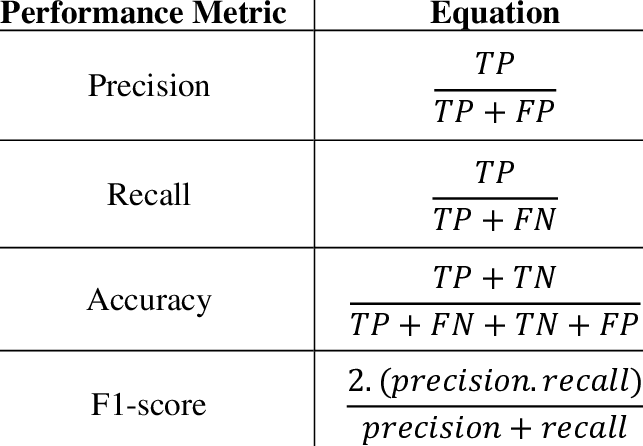 Performance Metric Equation
Precision
TP
TP + FP
Recall
TP
TP + FN
Accuracy
TP + TN
TP + FN + TN + FP
F1-score
2. (precision. recall)
precision + recall